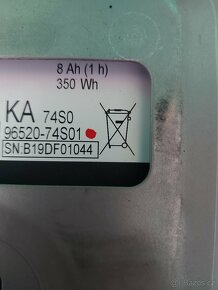 8 Ah (1 h)
350 Wh
KA 74S0
96520-74S01
SN:B19DF01044